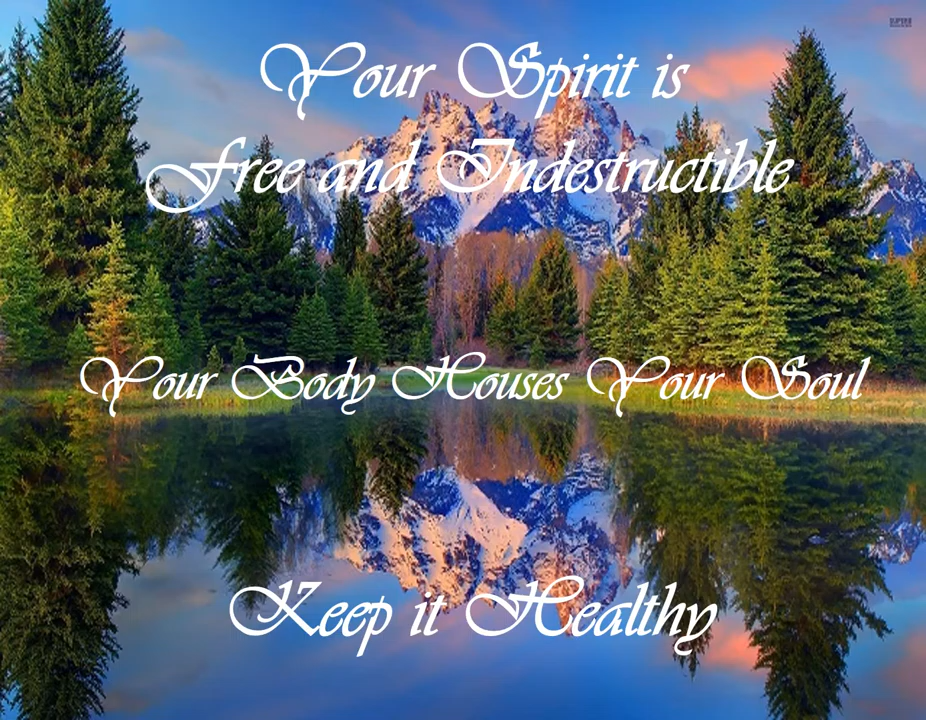 Your Spirit is
Free and Indestructible
Your Body Houses Your Soul
Keep it Healthy